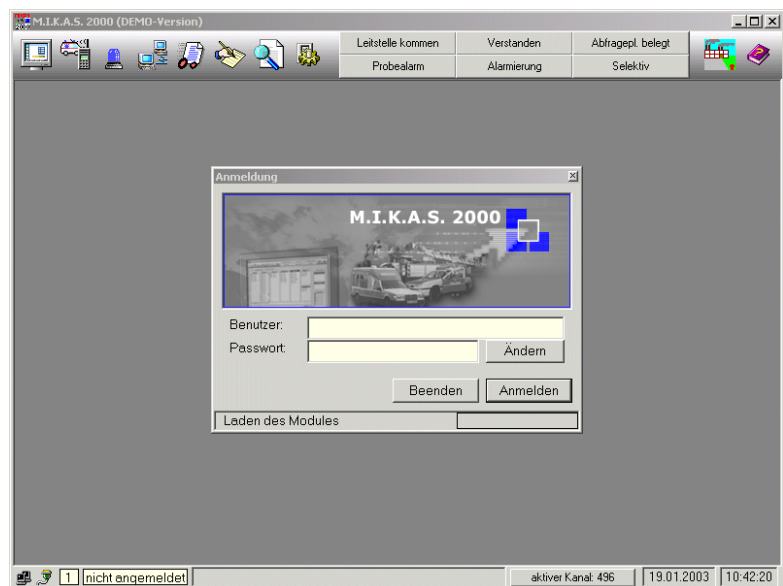 M.I.K.A.S. 2000 (DEMO-Version)
Leitstelle kommen Verstanden Abfragepl. belegt
Probealarm Alarmierung Selektiv
Anmeldung
M.I.K.A.S. 2000
Benutzer:
Passwort:
Ändern
Beenden Anmelden
Laden des Modules
1 nicht angemeldet aktiver Kanal: 496 19.01.2003 10:42:20